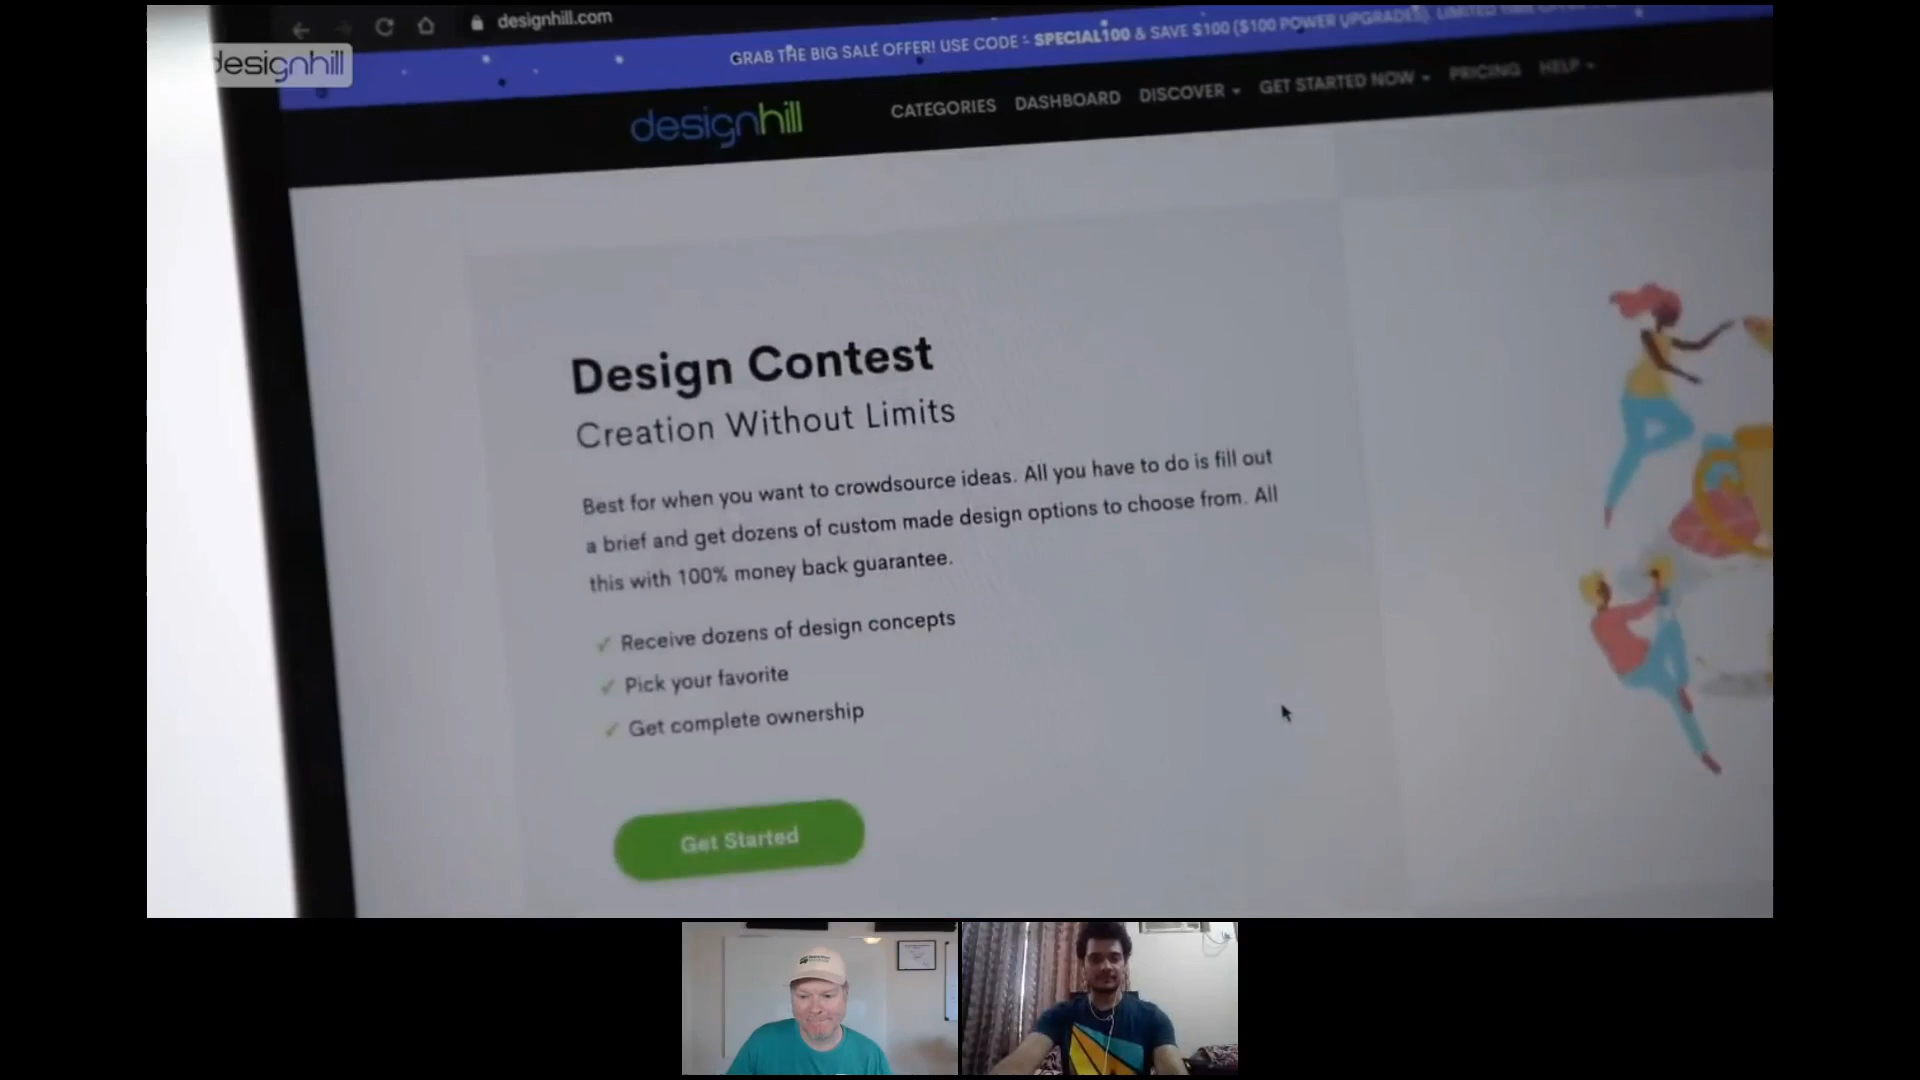 designhill.com
designhill
GRAB THE BIG SALE OFFER! USE CODE - SPECIAL100 & SAVE $100 ($100 POWER UPGRADES). LIMITED TIME
designhill
CATEGORIES DASHBOARD DISCOVER GET STARTED NOW PRICING HELP
Design Contest
Creation Without Limits
Best for when you want to crowdsource ideas. All you have to do is fill out
a brief and get dozens of custom made design options to choose from. All
this with 100% money back guarantee.
✓ Receive dozens of design concepts
✓ Pick your favorite
✓ Get complete ownership
Get Started